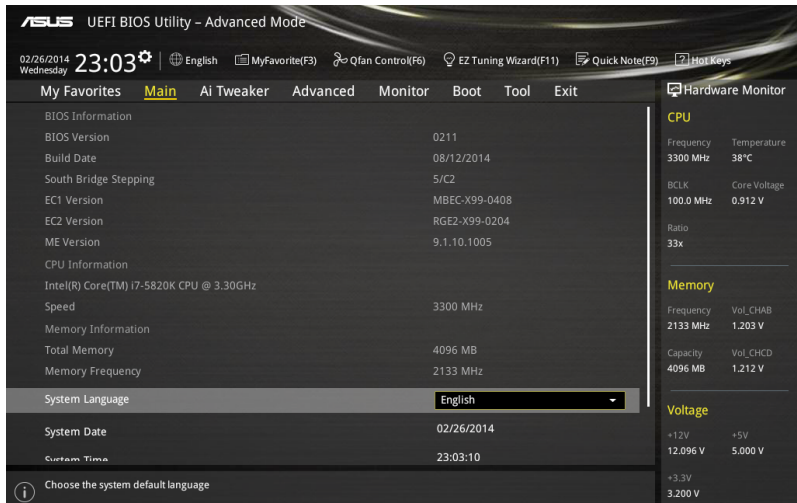 ASUS UEFI BIOS Utility – Advanced Mode
02/26/2014
Wednesday
23:03
English
MyFavorite(F3)
Qfan Control(F6)
EZ Tuning Wizard(F11)
Quick Note(F9)
? Hot Keys
My Favorites Main Ai Tweaker Advanced Monitor Boot Tool Exit
BIOS Information
BIOS Version 0211
Build Date 08/12/2014
South Bridge Stepping 5/C2
EC1 Version MBEC-X99-0408
EC2 Version RGE2-X99-0204
ME Version 9.1.10.1005
CPU Information
Intel(R) Core(TM) i7-5820K CPU @ 3.30GHz
Speed 3300 MHz
Memory Information
Total Memory 4096 MB
Memory Frequency 2133 MHz
System Language English
System Date 02/26/2014
System Time 23:03:10
Choose the system default language
Hardware Monitor
CPU
Frequency Temperature
3300 MHz 38°C
BCLK Core Voltage
100.0 MHz 0.912 V
Ratio
33x
Memory
Frequency Vol_CHAB
2133 MHz 1.203 V
Capacity Vol_CHCD
4096 MB 1.212 V
Voltage
+12V +5V
12.096 V 5.000 V
+3.3V
3.200 V